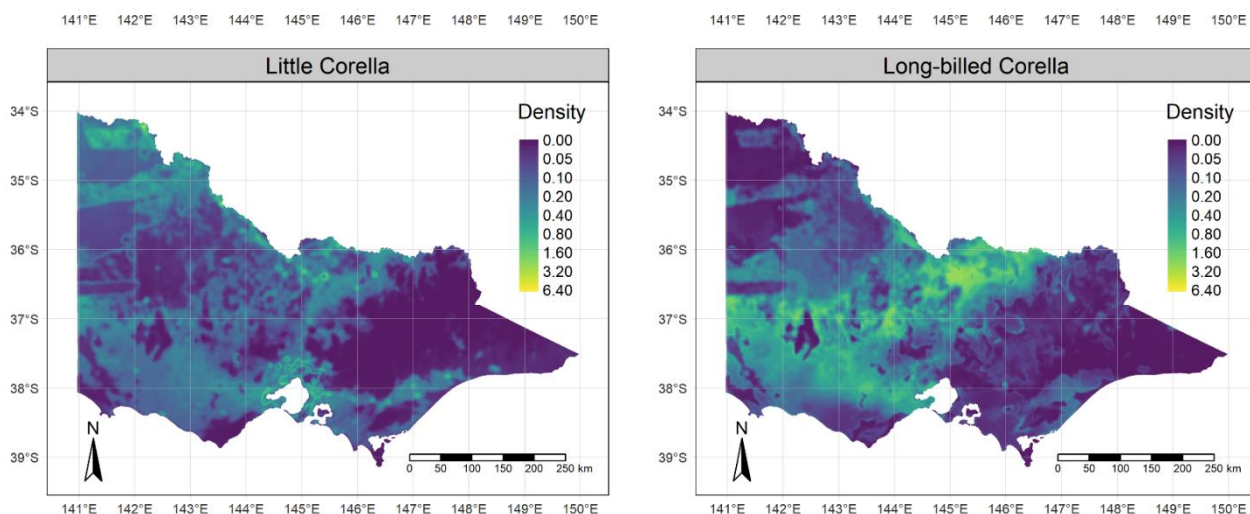 141°E 142°E 143°E 144°E 145°E 146°E 147°E 148°E 149°E 150°E
Little Corella
34°S
35°S
36°S
37°S
38°S
39°S
Density
0.00
0.05
0.10
0.20
0.40
0.80
1.60
3.20
6.40
N
0 50 100 150 200 250 km
141°E 142°E 143°E 144°E 145°E 146°E 147°E 148°E 149°E 150°E
141°E 142°E 143°E 144°E 145°E 146°E 147°E 148°E 149°E 150°E
Long-billed Corella
34°S
35°S
36°S
37°S
38°S
39°S
Density
0.00
0.05
0.10
0.20
0.40
0.80
1.60
3.20
6.40
N
0 50 100 150 200 250 km
141°E 142°E 143°E 144°E 145°E 146°E 147°E 148°E 149°E 150°E